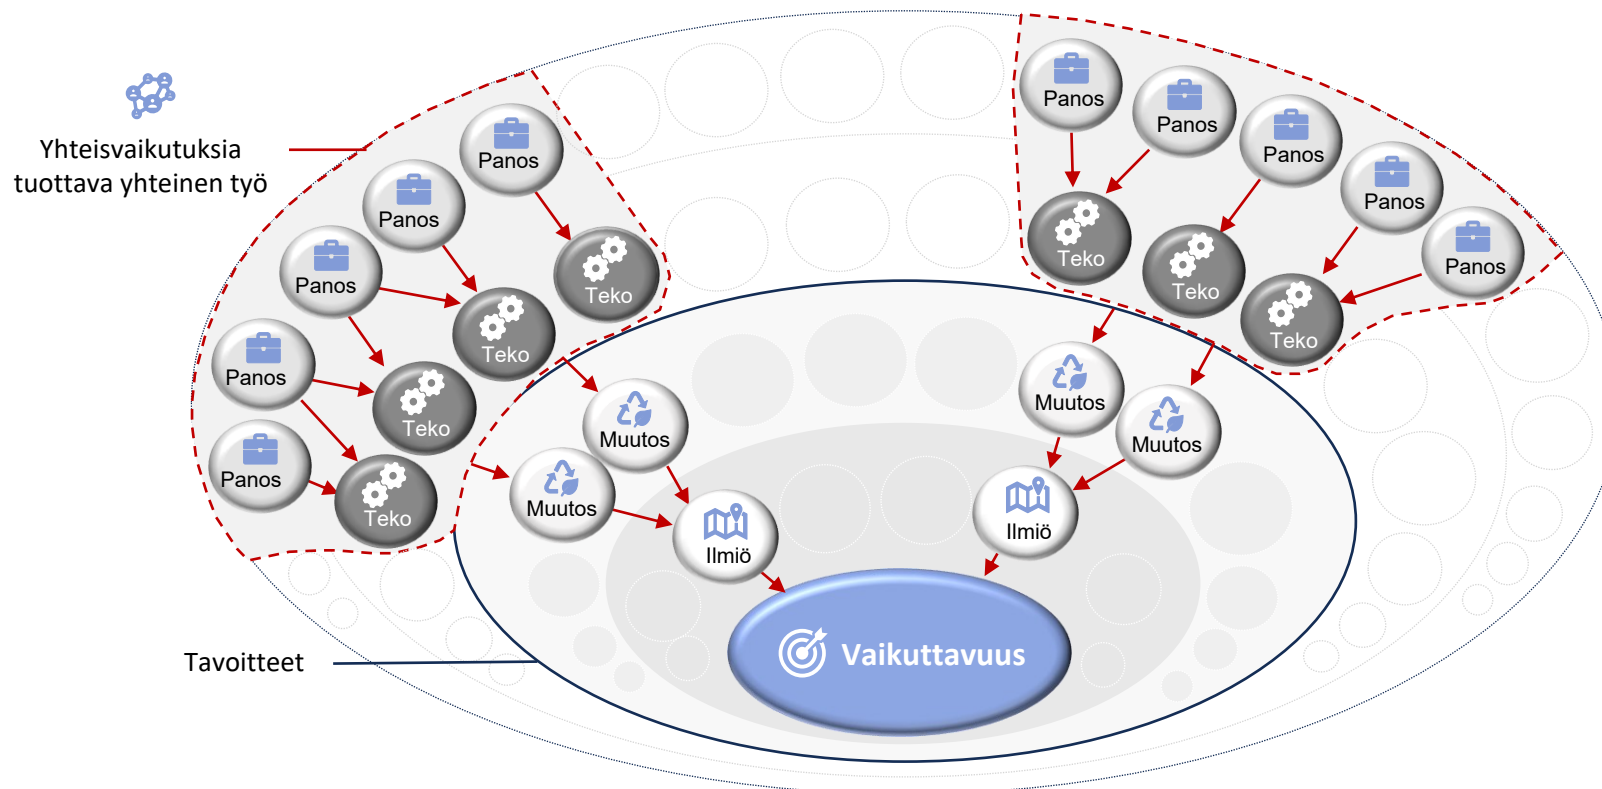 Yhteisvaikutuksia
tuottava yhteinen työ
Panos
Panos
Panos
Panos
Panos
Teko
Teko
Teko
Teko
Panos
Panos
Panos
Panos
Panos
Teko
Teko
Teko
Muutos
Muutos
Ilmiö
Muutos
Muutos
Ilmiö
Tavoitteet
Vaikuttavuus